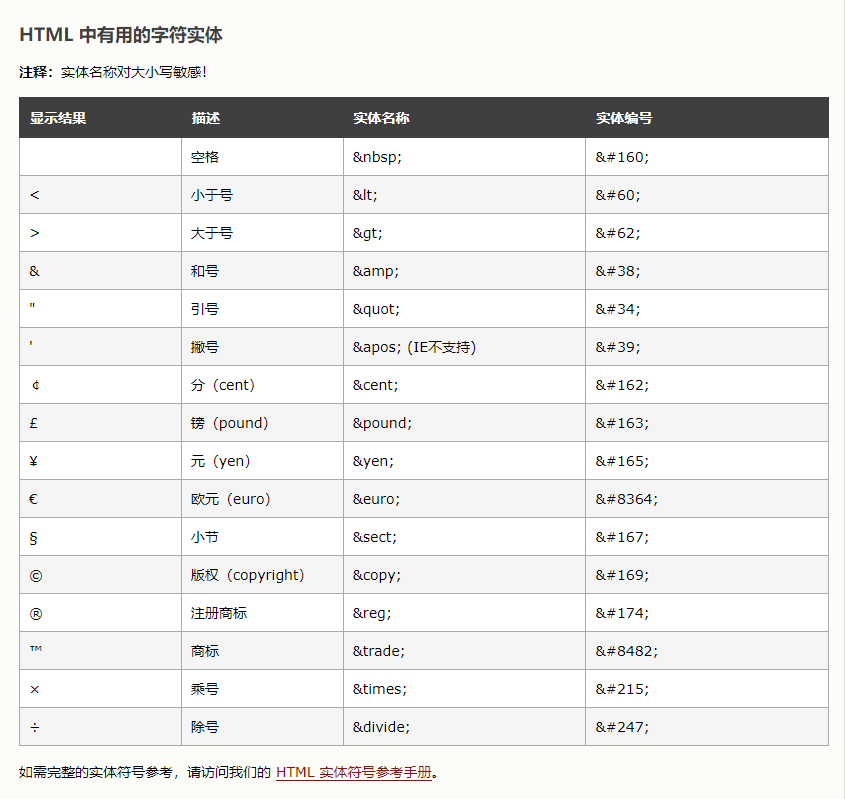 HTML 中有用的字符实体
注释：实体名称对大小写敏感！
显示结果 描述 实体名称 实体编号
空格 &nbsp; &#160;
< 小于号 &lt; &#60;
> 大于号 &gt; &#62;
& 和号 &amp; &#38;
" 引号 &quot; &#34;
' 撇号 &apos; (IE不支持) &#39;
￠ 分（cent） &cent; &#162;
£ 镑（pound） &pound; &#163;
¥ 元（yen） &yen; &#165;
€ 欧元（euro） &euro; &#8364;
§ 小节 &sect; &#167;
© 版权（copyright） &copy; &#169;
® 注册商标 &reg; &#174;
™ 商标 &trade; &#8482;
× 乘号 &times; &#215;
÷ 除号 &divide; &#247;
如需完整的实体符号参考，请访问我们的 HTML 实体符号参考手册。